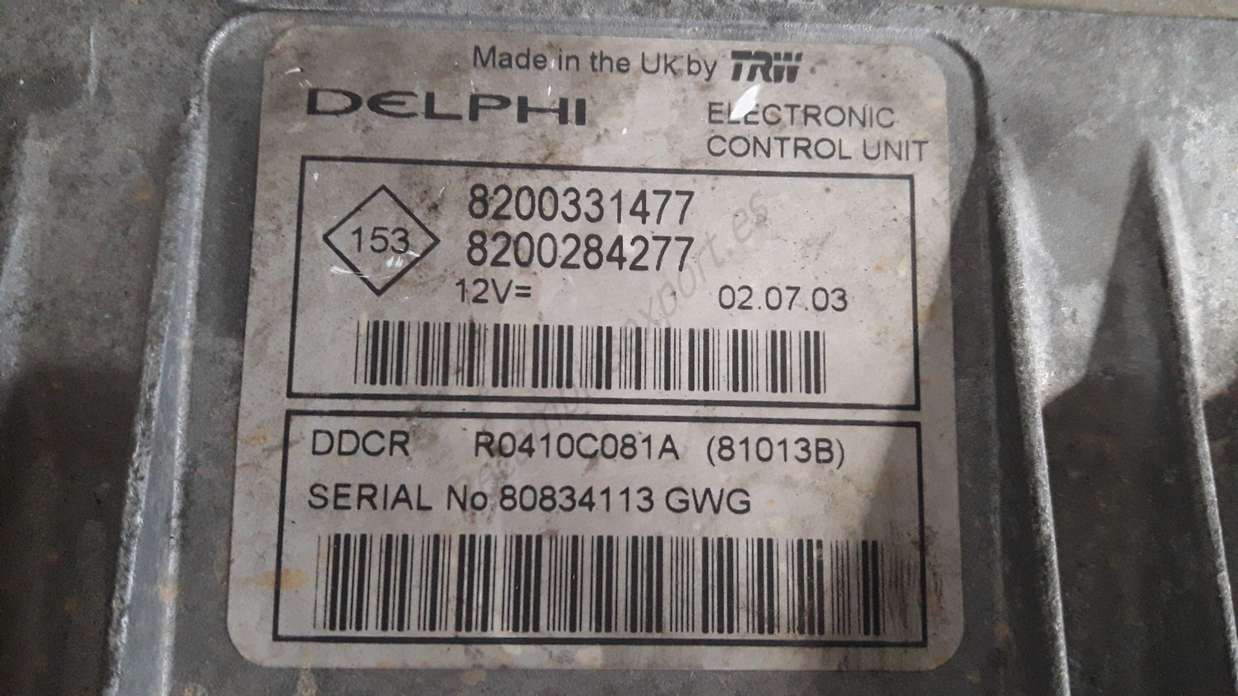 Made in the UK by TRW
DELPHI
ELECTRONIC
CONTROL UNIT
153
8200331477
8200284277
12V=
02.07.03
DDCR R0410C081A (81013B)
SERIAL No 80834113 GWG